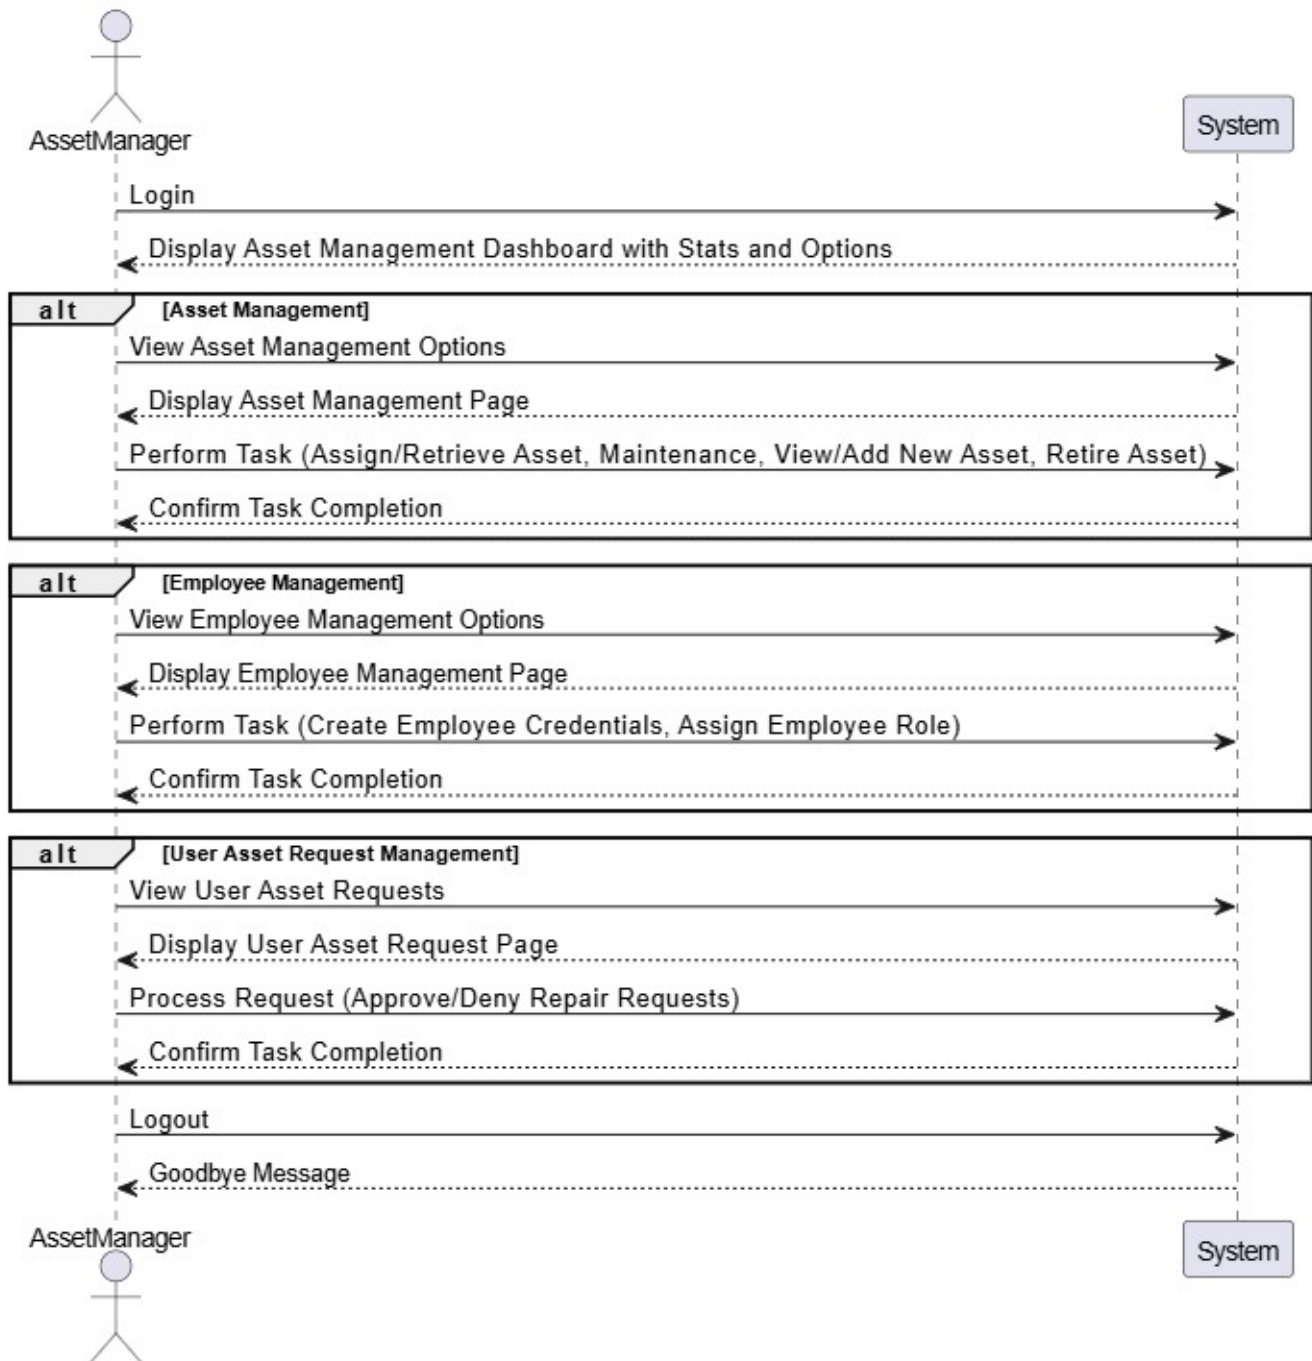 AssetManager
System
Login
Display Asset Management Dashboard with Stats and Options
alt [Asset Management]
View Asset Management Options
Display Asset Management Page
Perform Task (Assign/Retrieve Asset, Maintenance, View/Add New Asset, Retire Asset)
Confirm Task Completion
alt [Employee Management]
View Employee Management Options
Display Employee Management Page
Perform Task (Create Employee Credentials, Assign Employee Role)
Confirm Task Completion
alt [User Asset Request Management]
View User Asset Requests
Display User Asset Request Page
Process Request (Approve/Deny Repair Requests)
Confirm Task Completion
Logout
Goodbye Message
AssetManager
System